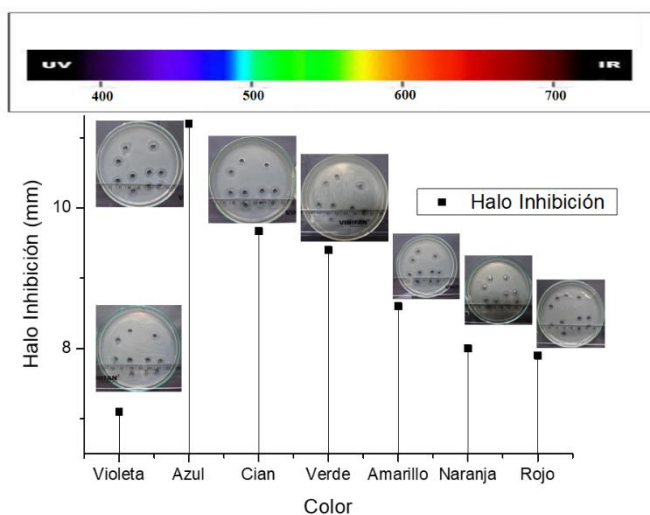 UV IR
400 500 600 700
Halo Inhibición (mm)
10
8
Halo Inhibición
Violeta Azul Cian Verde Amarillo Naranja Rojo
Color